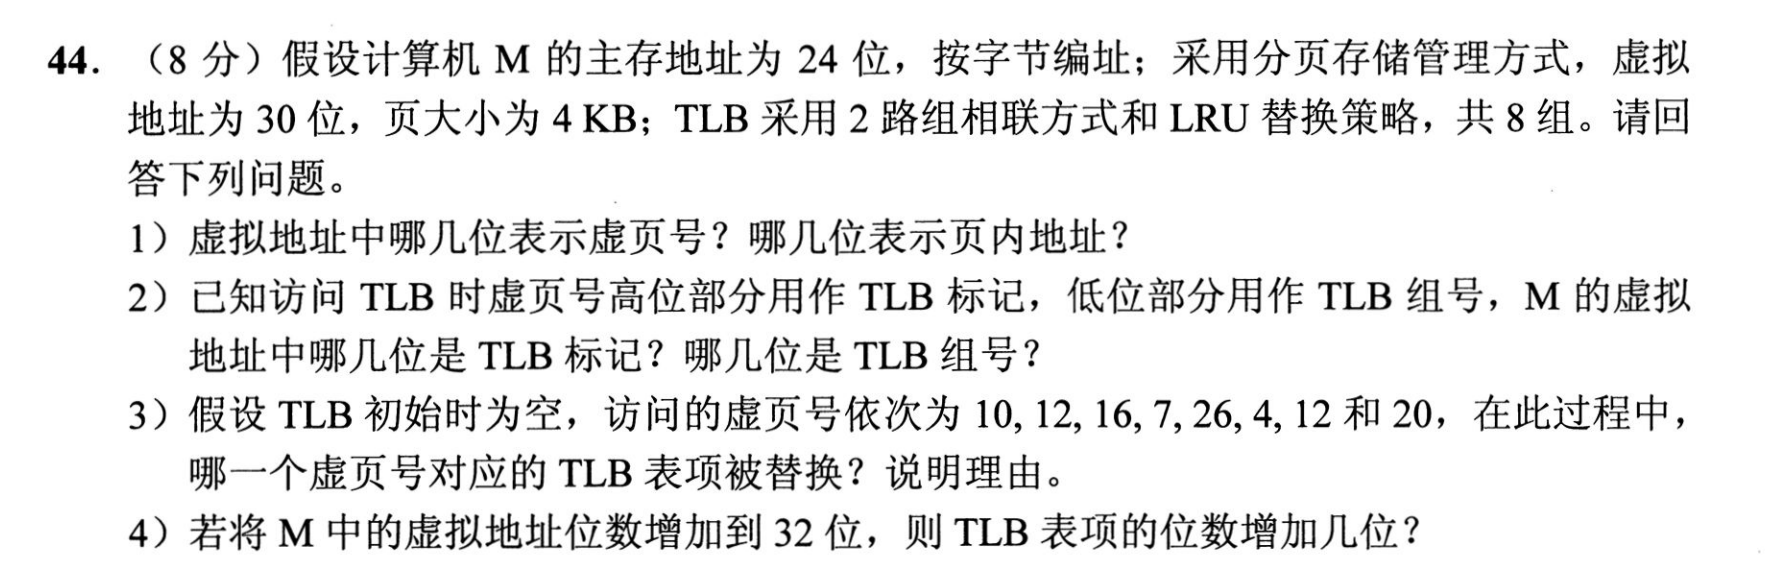 44. （8 分）假设计算机 M 的主存地址为 24 位，按字节编址；采用分页存储管理方式，虚拟
地址为 30 位，页大小为 4 KB；TLB 采用 2 路组相联方式和 LRU 替换策略，共 8 组。请回
答下列问题。
1）虚拟地址中哪几位表示虚页号？哪几位表示页内地址？
2）已知访问 TLB 时虚页号高位部分用作 TLB 标记，低位部分用作 TLB 组号，M 的虚拟
地址中哪几位是 TLB 标记？哪几位是 TLB 组号？
3）假设 TLB 初始时为空，访问的虚页号依次为 10, 12, 16, 7, 26, 4, 12 和 20，在此过程中，
哪一个虚页号对应的 TLB 表项被替换？说明理由。
4）若将 M 中的虚拟地址位数增加到 32 位，则 TLB 表项的位数增加几位？